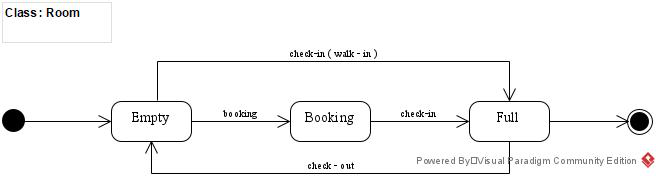 Class : Room
check-in ( walk - in )
Empty
booking
Booking
check-in
Full
check - out
Powered By Visual Paradigm Community Edition